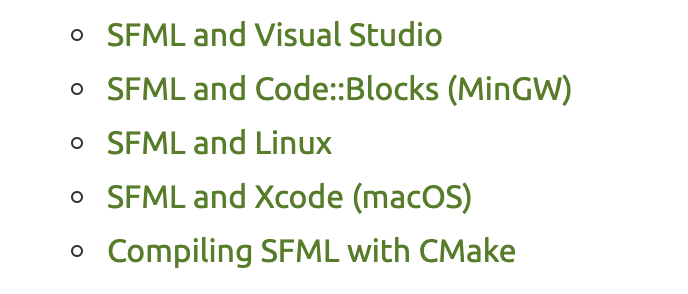 SFML and Visual Studio
SFML and Code::Blocks (MinGW)
SFML and Linux
SFML and Xcode (macOS)
Compiling SFML with CMake